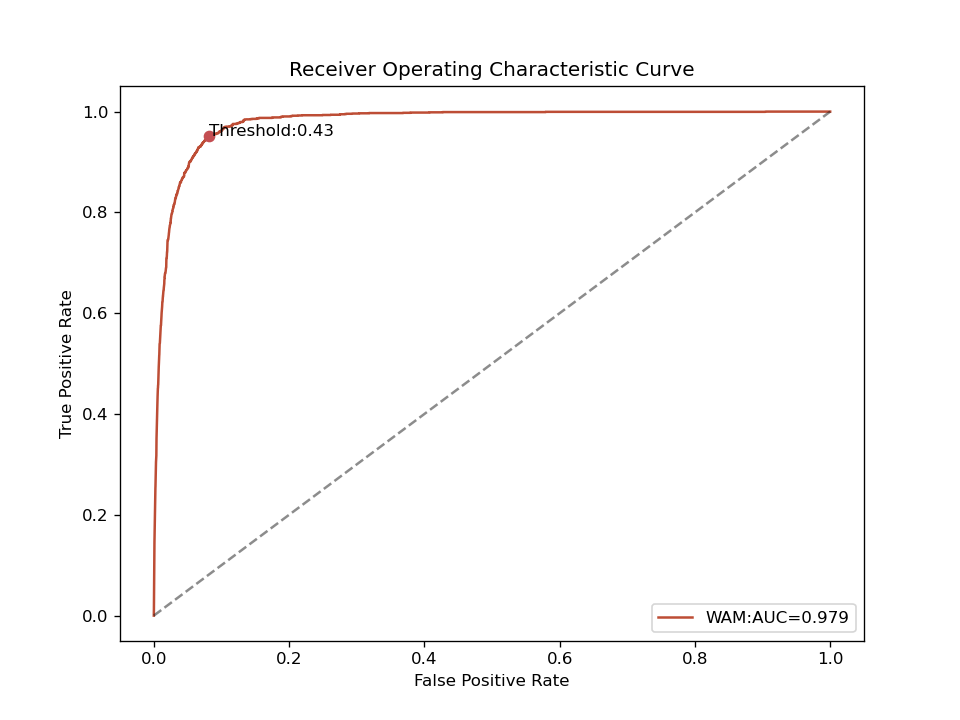 Receiver Operating Characteristic Curve
1.0
Threshold:0.43
0.8
0.6
0.4
0.2
0.0
True Positive Rate
WAM:AUC=0.979
0.0 0.2 0.4 0.6 0.8 1.0
False Positive Rate